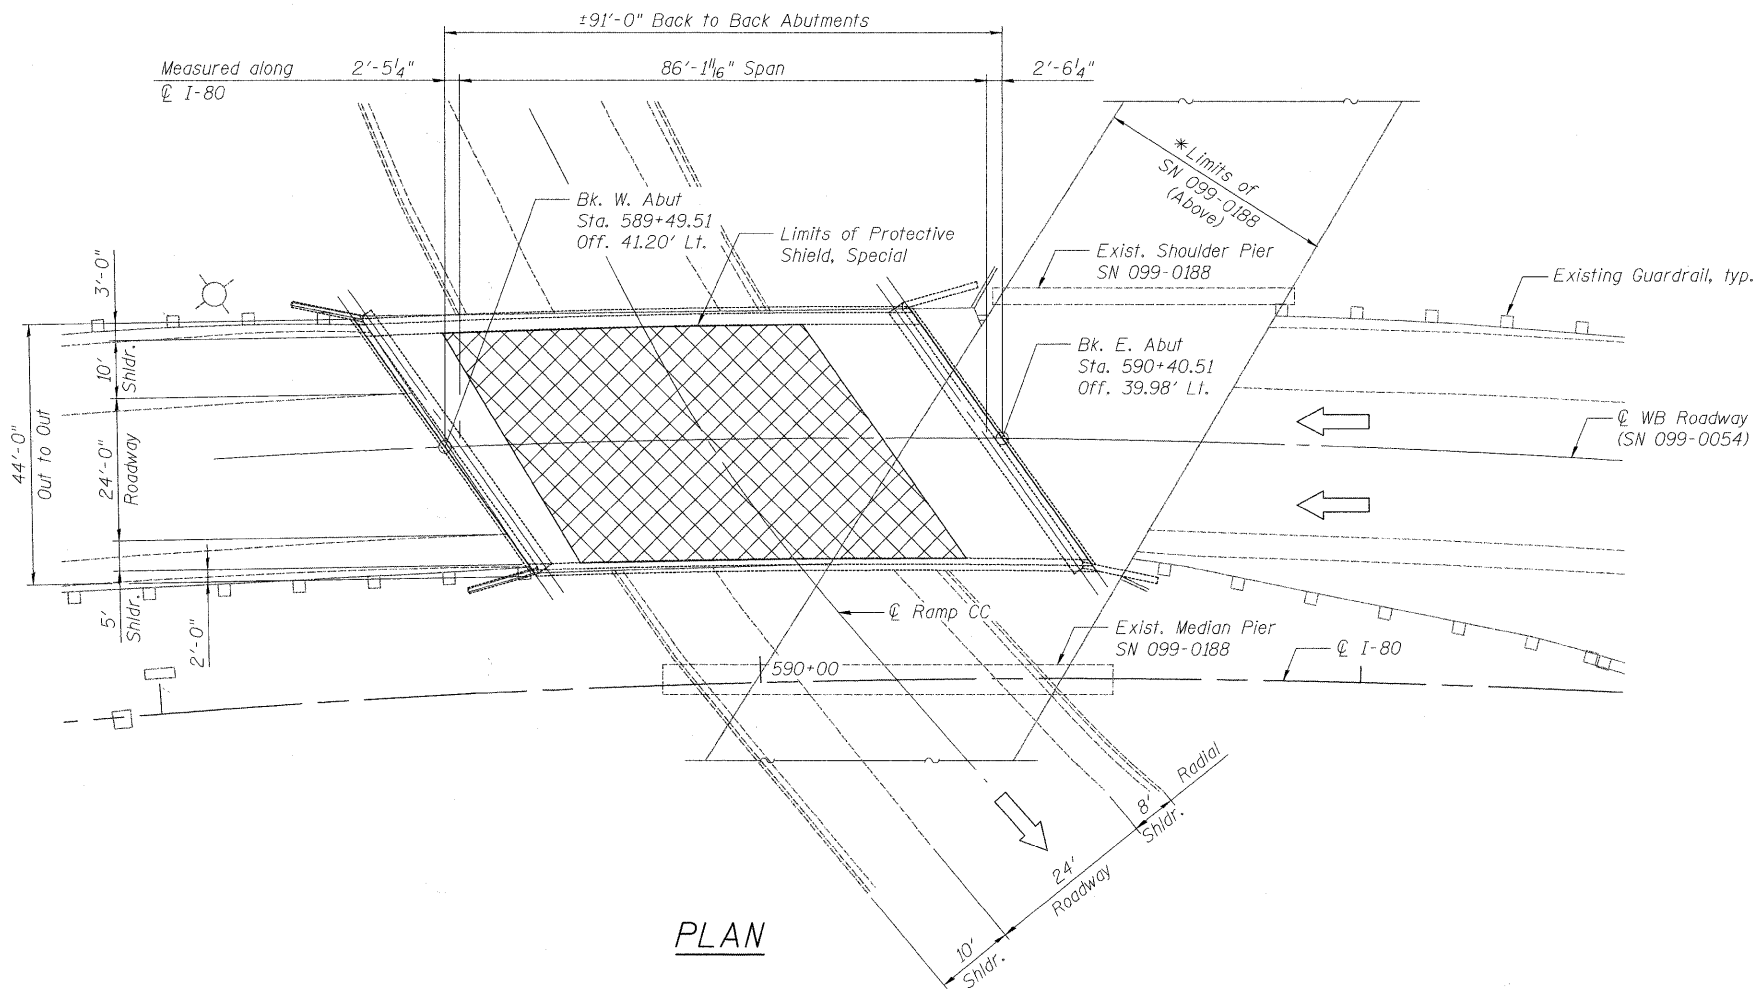 ±91'-0" Back to Back Abutments
Measured along
℄ I-80
2'-5¼"
86'-1 11/16" Span
2'-6¼"
*Limits of
SN 099-0188
(Above)
Bk. W. Abut
Sta. 589+49.51
Off. 41.20' Lt.
Limits of Protective
Shield, Special
Exist. Shoulder Pier
SN 099-0188
Existing Guardrail, typ.
Bk. E. Abut
Sta. 590+40.51
Off. 39.98' Lt.
℄ WB Roadway
(SN 099-0054)
3'-0"
10'
Shldr.
44'-0"
Out to Out
24'-0"
Roadway
5'
Shldr.
2'-0"
℄ Ramp CC
Exist. Median Pier
SN 099-0188
℄ I-80
590+00
Radial
8'
Shldr.
24'
Roadway
10'
Shldr.
PLAN